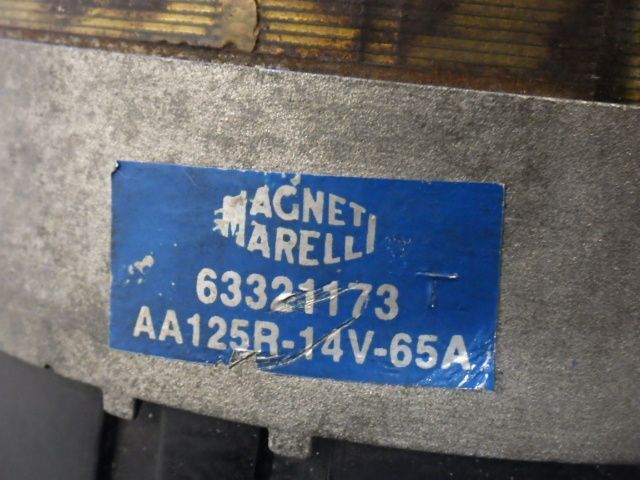 MAGNETI
MARELLI
63321173 T
AA125R-14V-65A